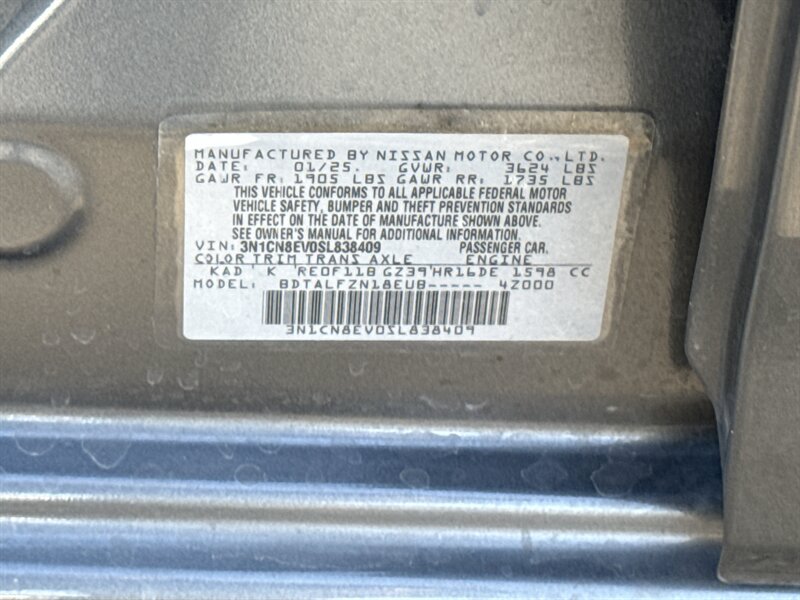 MANUFACTURED BY NISSAN MOTOR CO.,LTD.
DATE: 01/25. GVWR: 3624 LBS
GAWR FR: 1905 LBS GAWR RR: 1735 LBS
THIS VEHICLE CONFORMS TO ALL APPLICABLE FEDERAL MOTOR
VEHICLE SAFETY, BUMPER AND THEFT PREVENTION STANDARDS
IN EFFECT ON THE DATE OF MANUFACTURE SHOWN ABOVE.
SEE OWNER'S MANUAL FOR ADDITIONAL INFORMATION.
VIN: 3N1CN8EV0SL838409 PASSENGER CAR.
COLOR TRIM TRANS AXLE ENGINE
KAD K RE0F11B GZ39 HR16DE 1598 CC
MODEL: BDTALFZN18EUB----- 4Z000
3N1CN8EV0SL838409